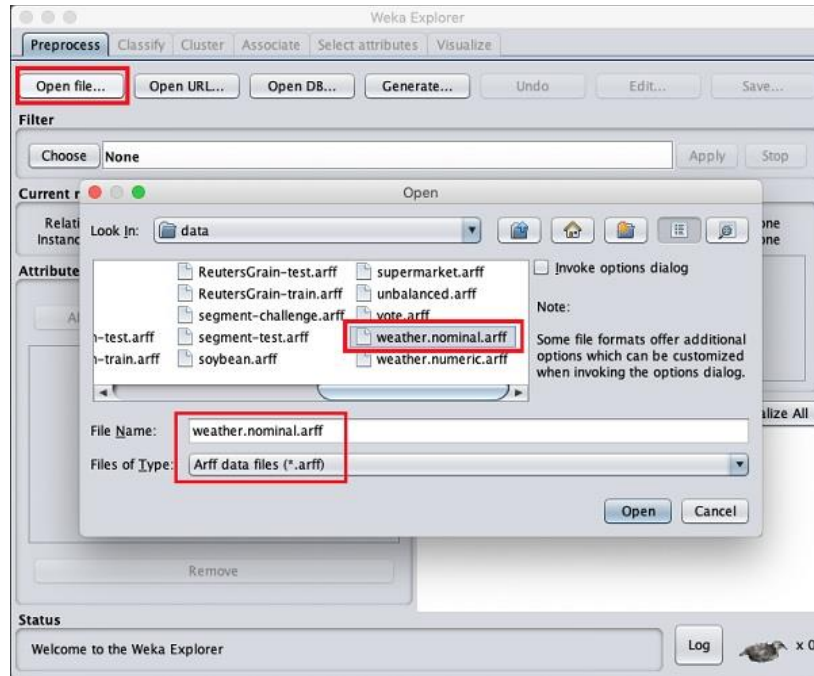 Weka Explorer
Preprocess Classify Cluster Associate Select attributes Visualize
Open file... Open URL... Open DB... Generate... Undo Edit... Save...
Filter
Choose None Apply Stop
Current r
Open
Relati
Instanc
one
one
Look In: data
Attribute
ReutersGrain-test.arff supermarket.arff
ReutersGrain-train.arff unbalanced.arff
segment-challenge.arff vote.arff
-test.arff segment-test.arff weather.nominal.arff
-train.arff soybean.arff weather.numeric.arff
Invoke options dialog
Note:
Some file formats offer additional
options which can be customized
when invoking the options dialog.
Al
alize All
File Name: weather.nominal.arff
Files of Type: Arff data files (*.arff)
Open Cancel
Remove
Status
Welcome to the Weka Explorer
Log x 0